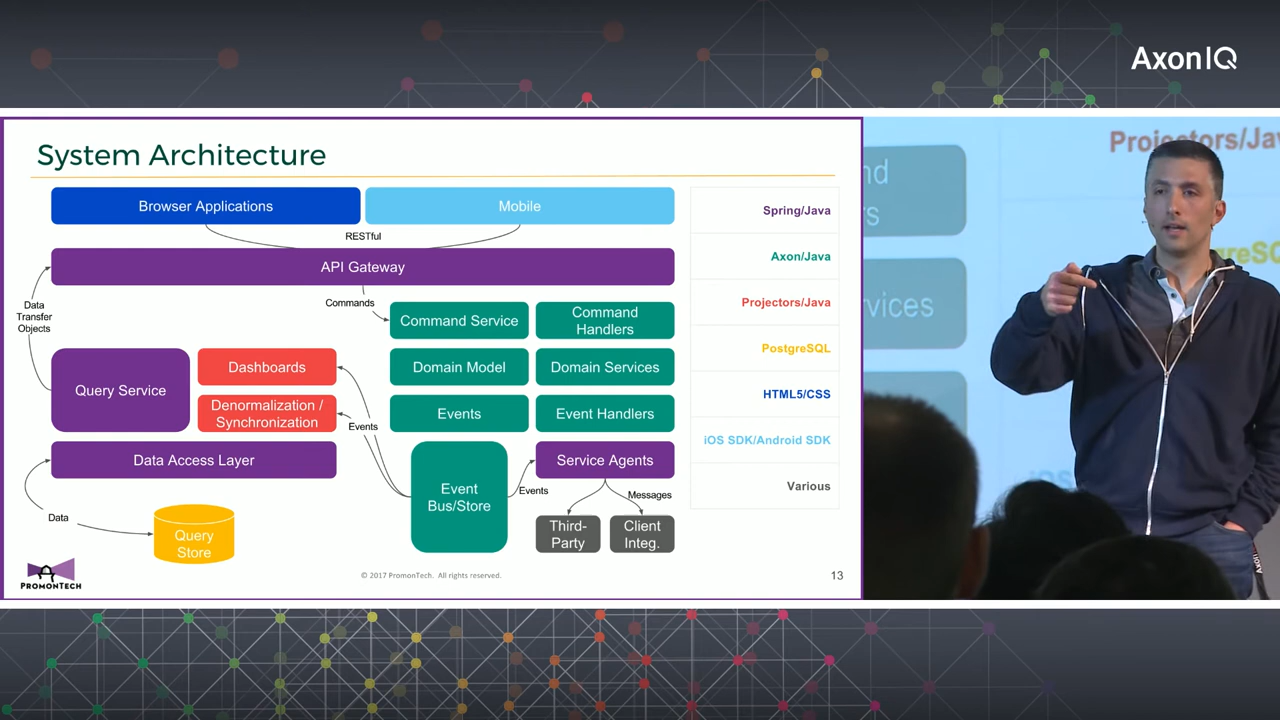 AxonIQ
System Architecture
Browser Applications
Mobile
RESTful
API Gateway
Commands
Data
Transfer
Objects
Command Service
Command
Handlers
Domain Model
Domain Services
Events
Event Handlers
Query Service
Dashboards
Denormalization /
Synchronization
Events
Data Access Layer
Event
Bus/Store
Events
Service Agents
Messages
Third-
Party
Client
Integ.
Data
Query
Store
Spring/Java
Axon/Java
Projectors/Java
PostgreSQL
HTML5/CSS
iOS SDK/Android SDK
Various
PROMONTECH
© 2017 PromonTech. All rights reserved.
13